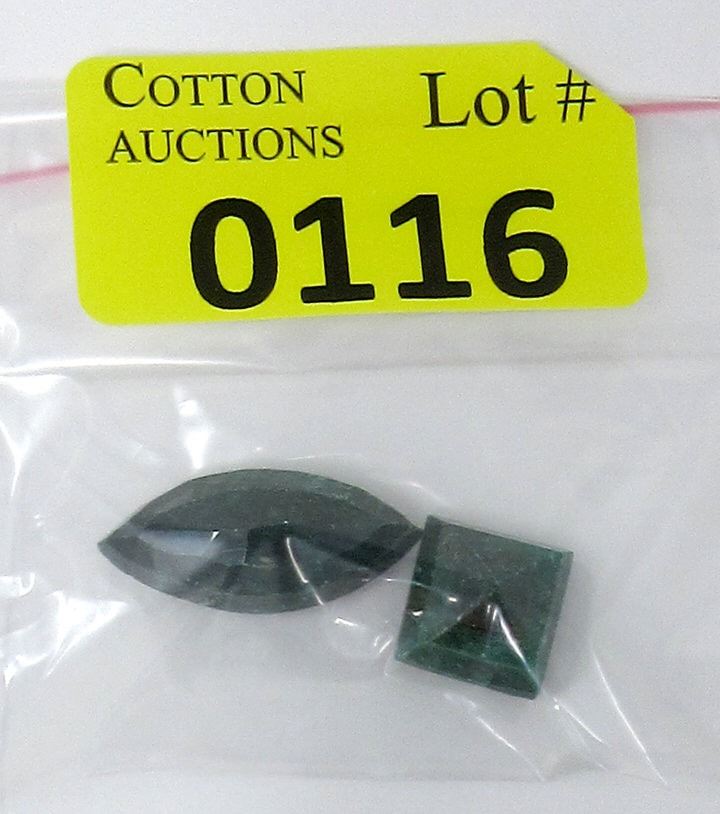 COTTON
AUCTIONS
Lot #
0116